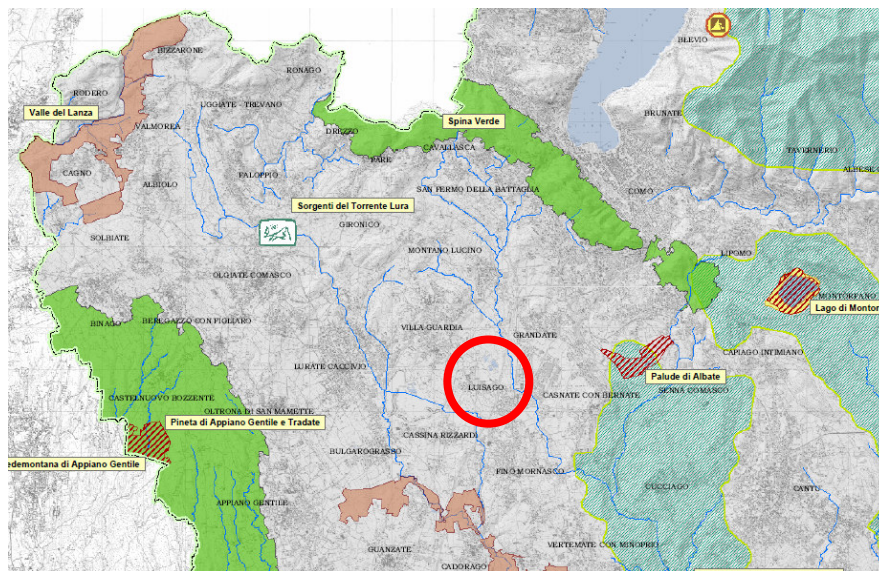 BLEVIO
BIZZARONE
RONAGO
RODERO
UGGIATE - TREVANO
Valle del Lanza
BRUNATE
Spina Verde
VALMOREA
DREZZO
CAVALLASCA
TAVERNERIO
PARE
ALBESE C
CAGNO
FALOPPIO
ALBIOLO
SAN FERMO DELLA BATTAGLIA
COMO
Sorgenti del Torrente Lura
GIRONICO
SOLBIATE
MONTANO LUCINO
LIPOMO
OLGIATE COMASCO
MONTORFANO
Lago di Montor
BINAGO
BEREGAZZO CON FIGLIARO
VILLA GUARDIA
GRANDATE
CAPIAGO INTIMIANO
LURATE CACCIVIO
Palude di Albate
LUISAGO
SENNA COMASCO
CASTELNUOVO BOZZENTE
CASNATE CON BERNATE
OLTRONA DI SAN MAMETTE
Pineta di Appiano Gentile e Tradate
CASSINA RIZZARDI
BULGAROGRASSO
edemontana di Appiano Gentile
FINO MORNASCO
CUCCIAGO
CANTU'
APPIANO GENTILE
VERTEMATE CON MINOPRIO
GUANZATE
CADORAGO